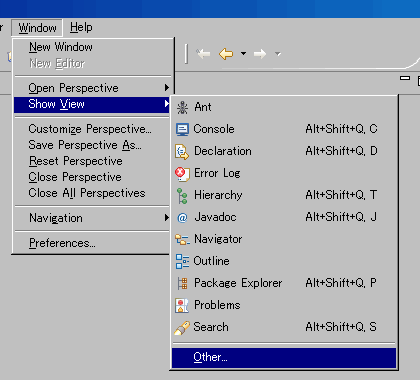 Window Help
New Window
New Editor
Open Perspective
Show View
Customize Perspective...
Save Perspective As...
Reset Perspective
Close Perspective
Close All Perspectives
Navigation
Preferences...
Ant
Console Alt+Shift+Q, C
Declaration Alt+Shift+Q, D
Error Log
Hierarchy Alt+Shift+Q, T
Javadoc Alt+Shift+Q, J
Navigator
Outline
Package Explorer Alt+Shift+Q, P
Problems
Search Alt+Shift+Q, S
Other...